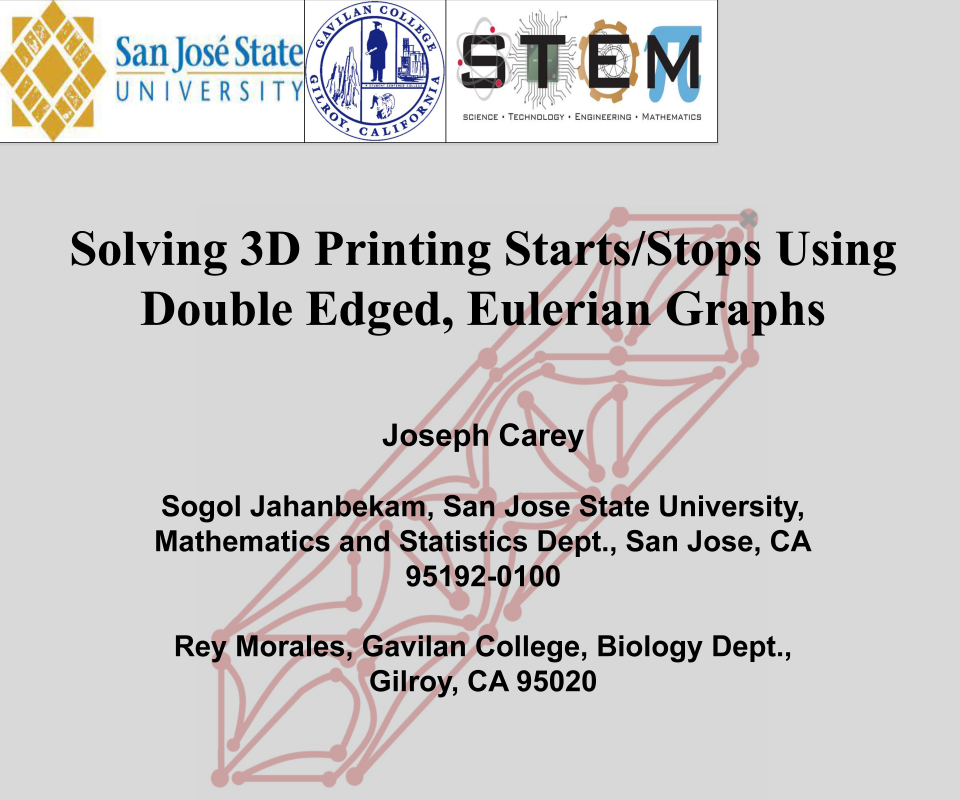 San José State
UNIVERSITY
GAVILAN COLLEGE
GILROY, CALIFORNIA
STEM
SCIENCE • TECHNOLOGY • ENGINEERING • MATHEMATICS
Solving 3D Printing Starts/Stops Using
Double Edged, Eulerian Graphs
Joseph Carey
Sogol Jahanbekam, San Jose State University,
Mathematics and Statistics Dept., San Jose, CA
95192-0100
Rey Morales, Gavilan College, Biology Dept.,
Gilroy, CA 95020